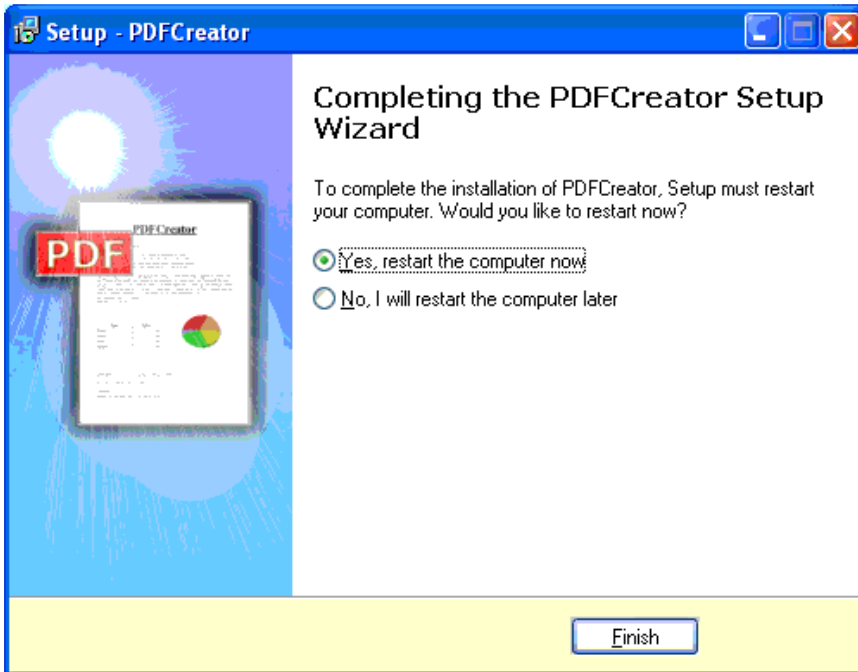 Setup - PDFCreator
Completing the PDFCreator Setup
Wizard
To complete the installation of PDFCreator, Setup must restart
your computer. Would you like to restart now?
Yes, restart the computer now
No, I will restart the computer later
PDFCreator
PDF
Finish